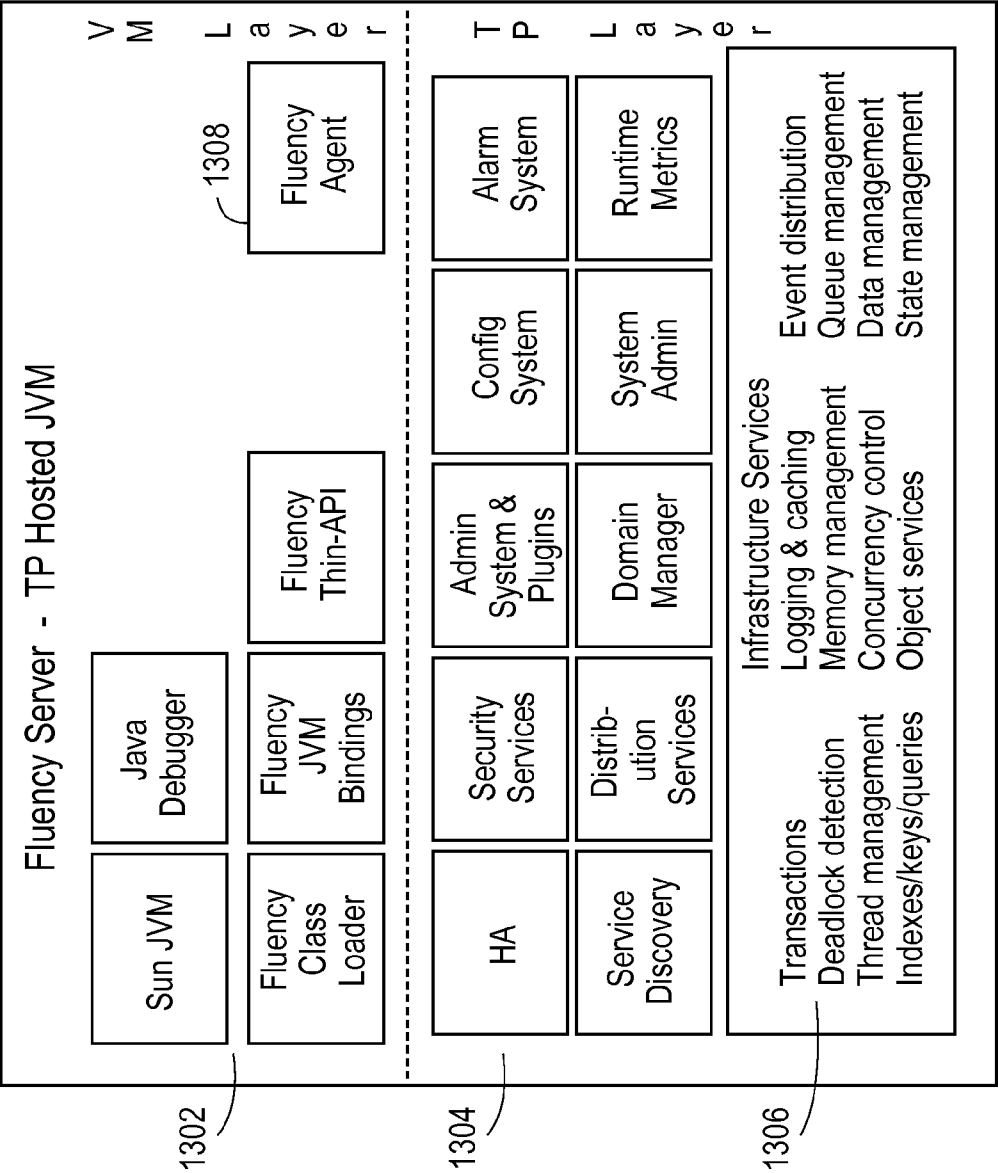 Fluency Server - TP Hosted JVM
1302
Sun JVM
Java
Debugger
VM Layer
Fluency
Class
Loader
Fluency
JVM
Bindings
Fluency
Thin-API
1308
Fluency
Agent
1304
HA
Security
Services
Admin
System &
Plugins
Config
System
Alarm
System
TP Layer
Service
Discovery
Distrib-
ution
Services
Domain
Manager
System
Admin
Runtime
Metrics
1306
Infrastructure Services
Transactions
Deadlock detection
Thread management
Indexes/keys/queries
Logging & caching
Memory management
Concurrency control
Object services
Event distribution
Queue management
Data management
State management